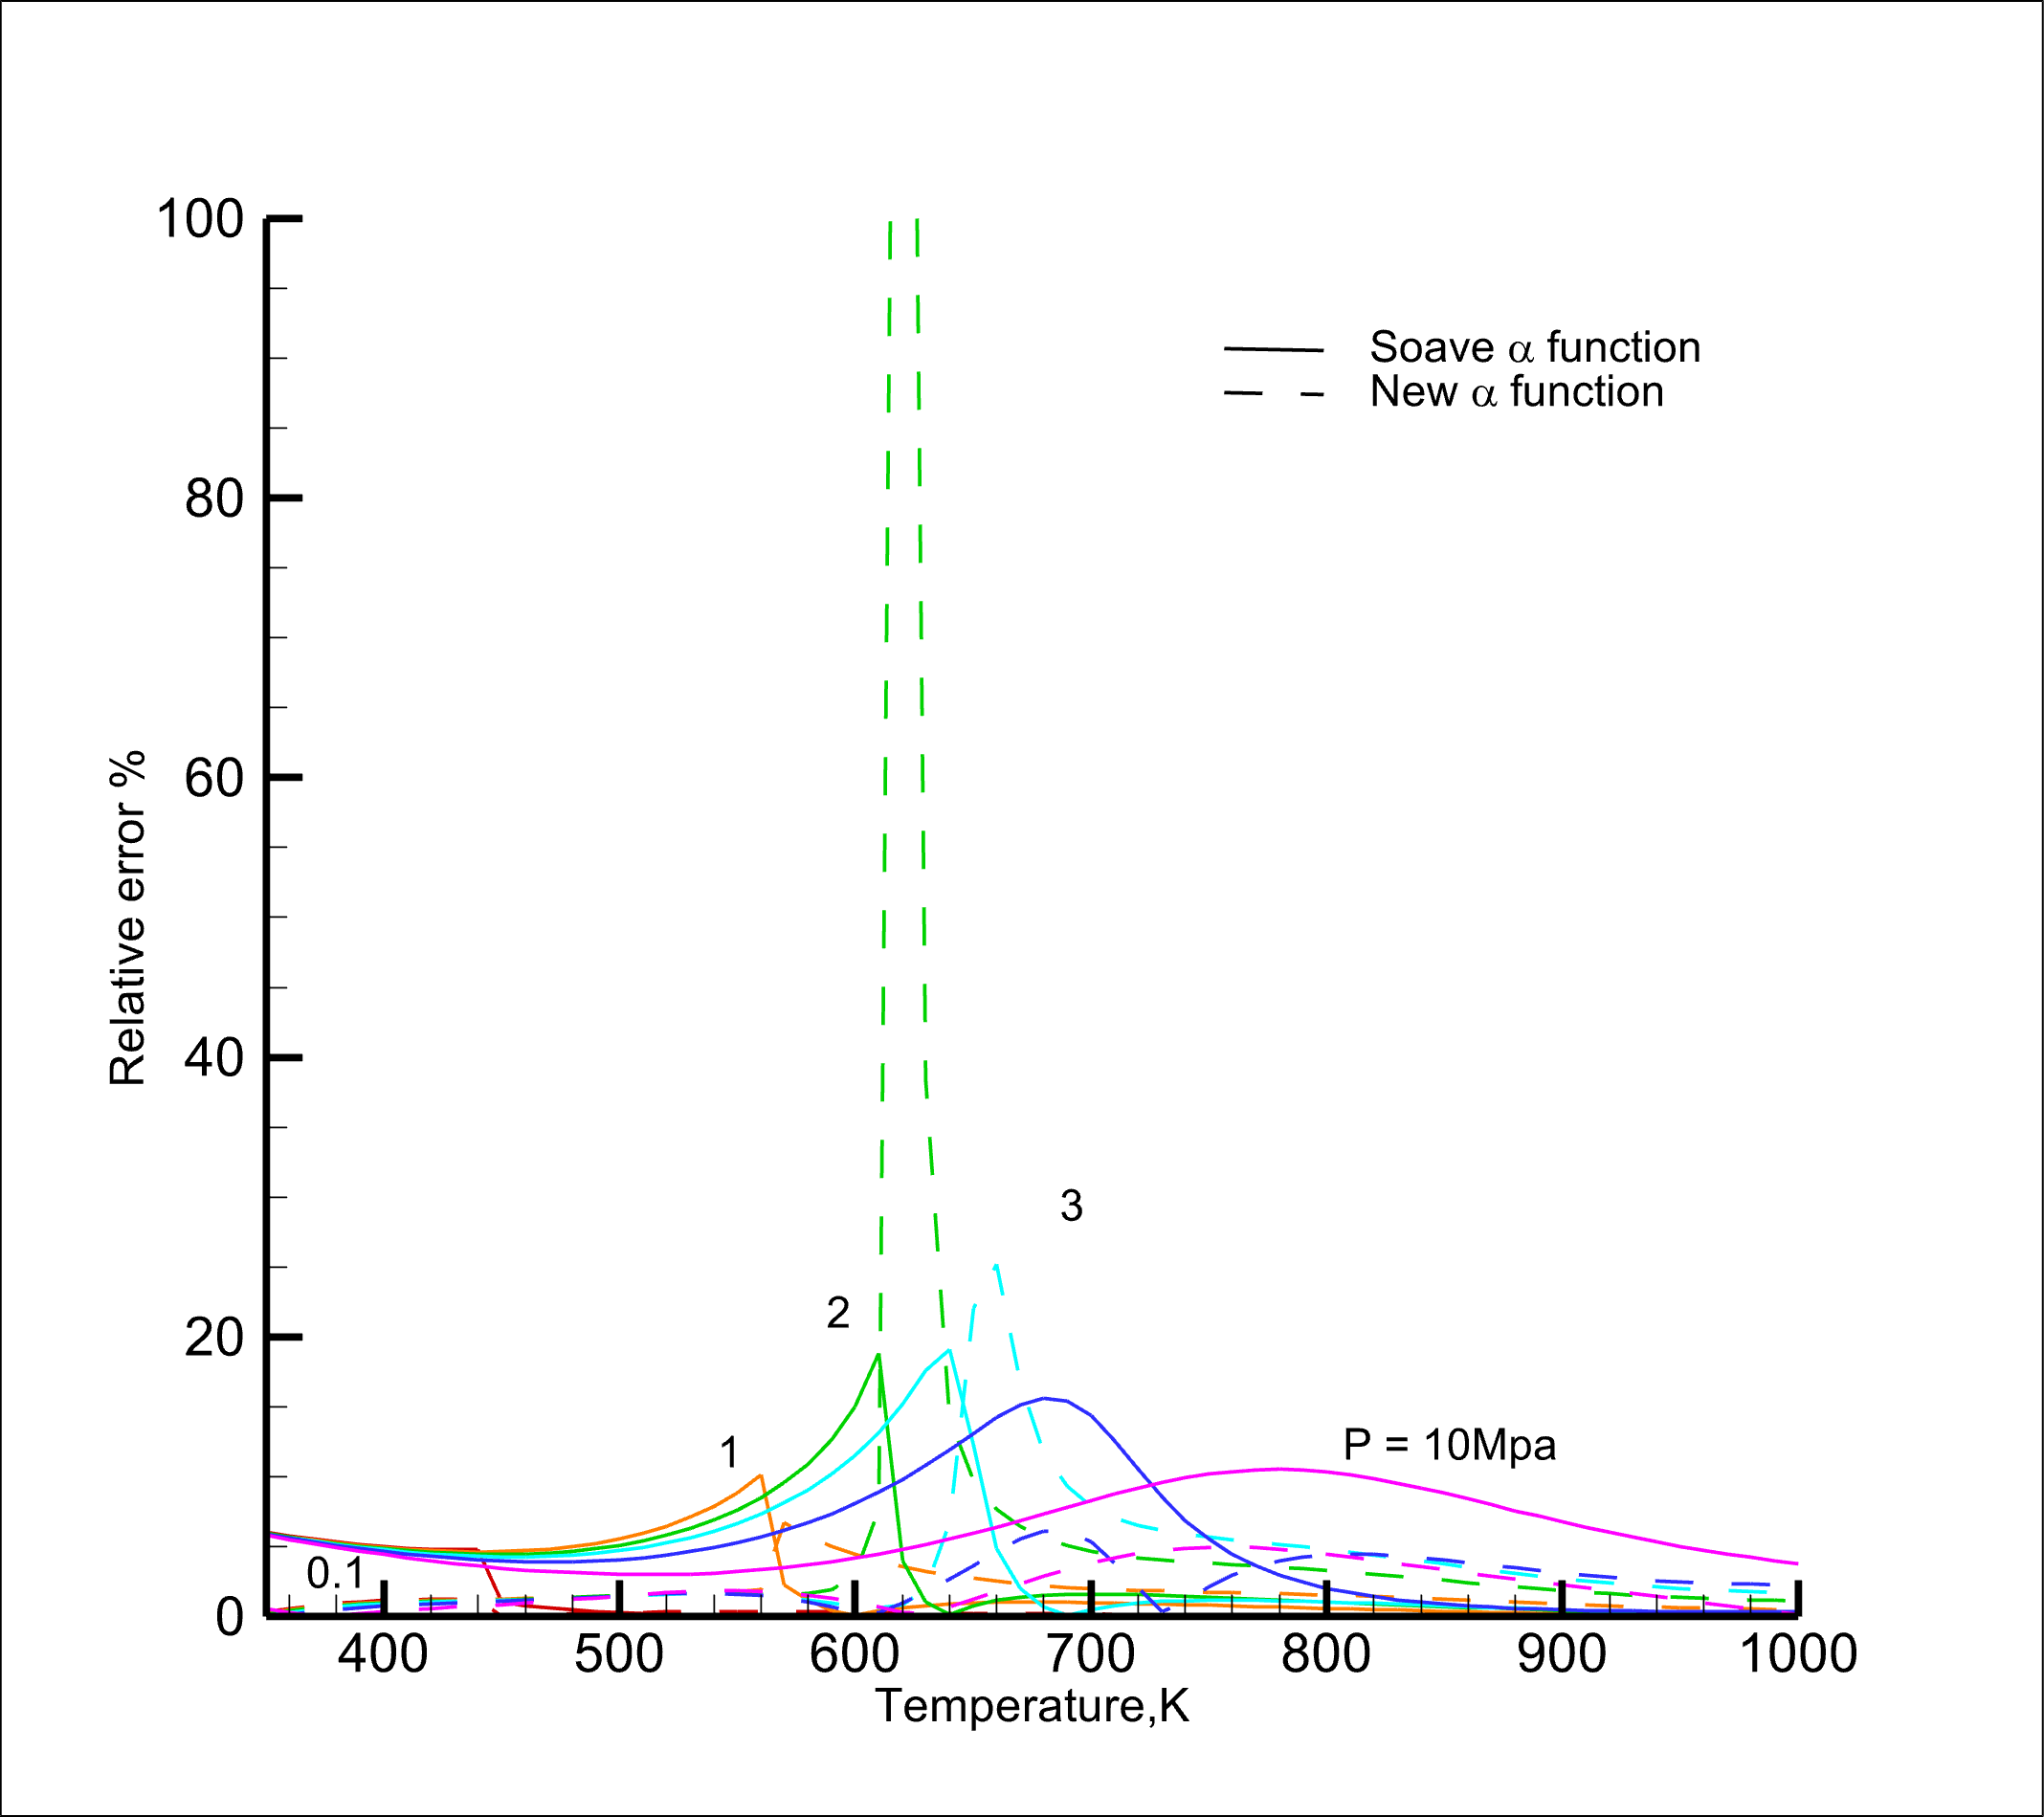 100
80
60
40
20
0
Relative error %
Soave α function
New α function
3
2
1
P = 10Mpa
0.1
400 500 600 700 800 900 1000
Temperature,K